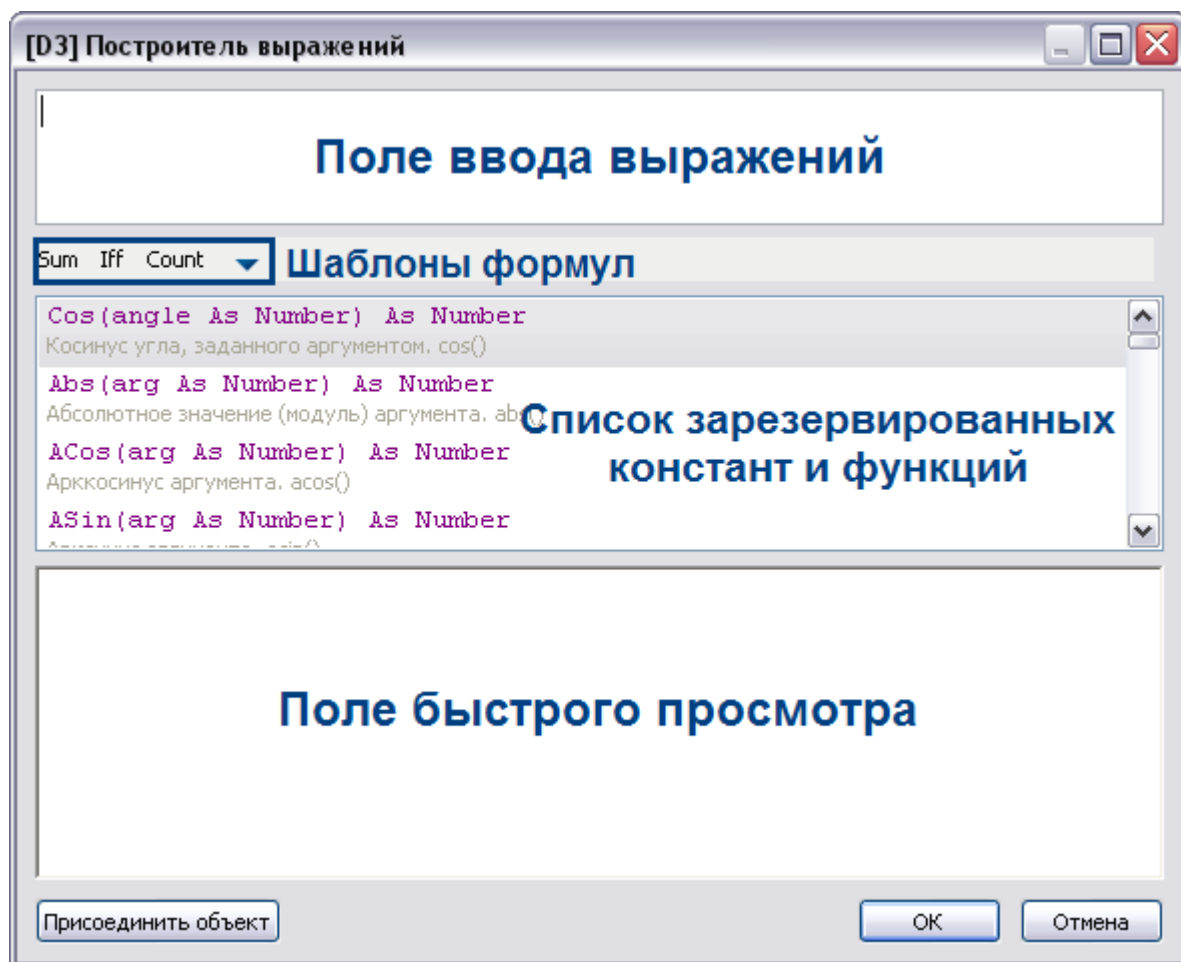 [D3] Построитель выражений
Поле ввода выражений
Sum Iff Count
Шаблоны формул
Cos(angle As Number) As Number
Косинус угла, заданного аргументом. cos()
Abs(arg As Number) As Number
Абсолютное значение (модуль) аргумента. abs()
Список зарезервированных
ACos(arg As Number) As Number
констант и функций
Арккосинус аргумента. acos()
ASin(arg As Number) As Number
Поле быстрого просмотра
Присоединить объект
ОК
Отмена